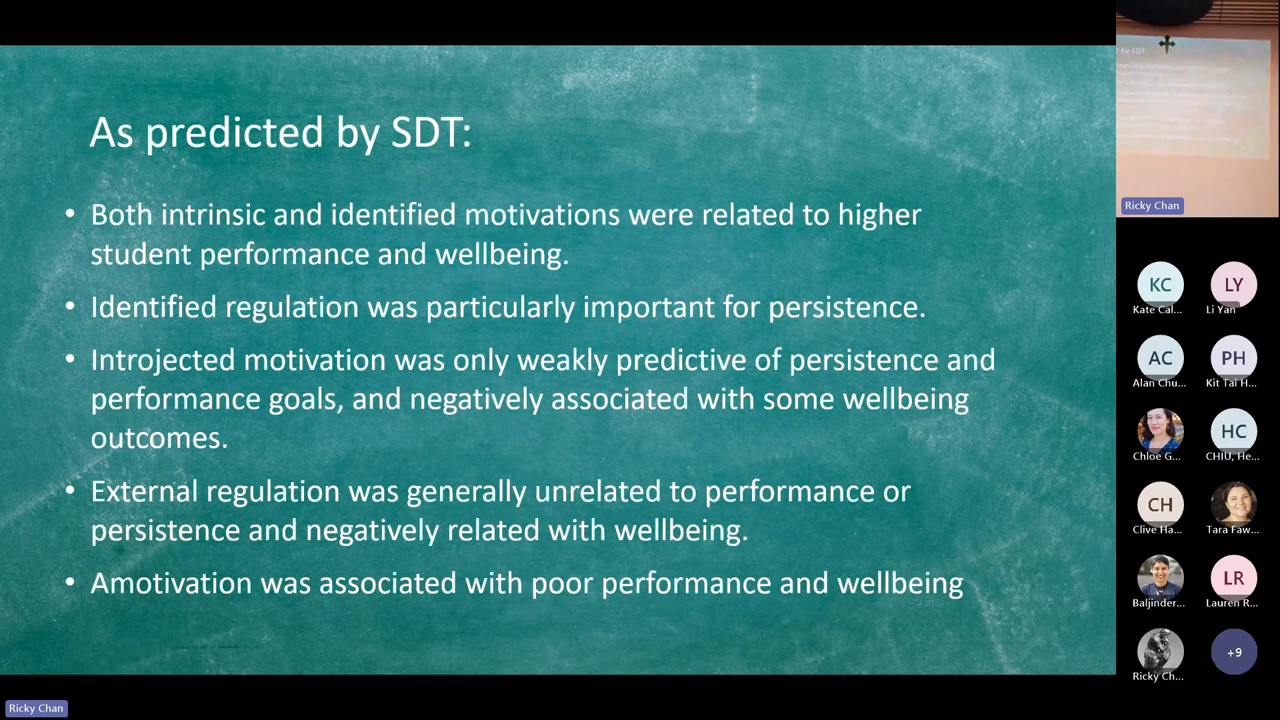 As predicted by SDT:
• Both intrinsic and identified motivations were related to higher
student performance and wellbeing.
• Identified regulation was particularly important for persistence.
• Introjected motivation was only weakly predictive of persistence and
performance goals, and negatively associated with some wellbeing
outcomes.
• External regulation was generally unrelated to performance or
persistence and negatively related with wellbeing.
• Amotivation was associated with poor performance and wellbeing
Ricky Chan
by SDT
Ricky Chan
KC
Kate Cal...
LY
Li Yan
AC
Alan Chu...
PH
Kit Tai H...
Chloe G...
HC
CHIU, He...
CH
Clive Ha...
Tara Faw...
Baljinder...
LR
Lauren R...
Ricky Ch...
+9